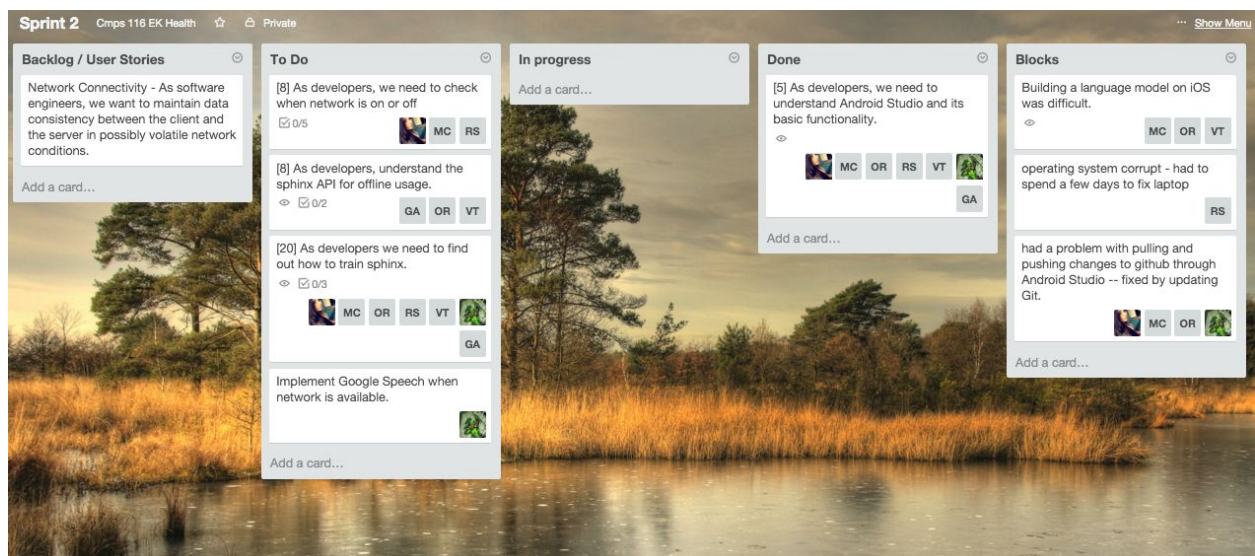 Sprint 2 Cmps 116 EK Health Private ... Show Menu
Backlog / User Stories
Network Connectivity - As software
engineers, we want to maintain data
consistency between the client and
the server in possibly volatile network
conditions.
Add a card...
To Do
[8] As developers, we need to check
when network is on or off
0/5
MC RS
[8] As developers, understand the
sphinx API for offline usage.
0/2
GA OR VT
[20] As developers we need to find
out how to train sphinx.
0/3
MC OR RS VT
GA
Implement Google Speech when
network is available.
Add a card...
In progress
Add a card...
Done
[5] As developers, we need to
understand Android Studio and its
basic functionality.
MC OR RS VT
GA
Add a card...
Blocks
Building a language model on iOS
was difficult.
MC OR VT
operating system corrupt - had to
spend a few days to fix laptop
RS
had a problem with pulling and
pushing changes to github through
Android Studio -- fixed by updating
Git.
MC OR
Add a card...